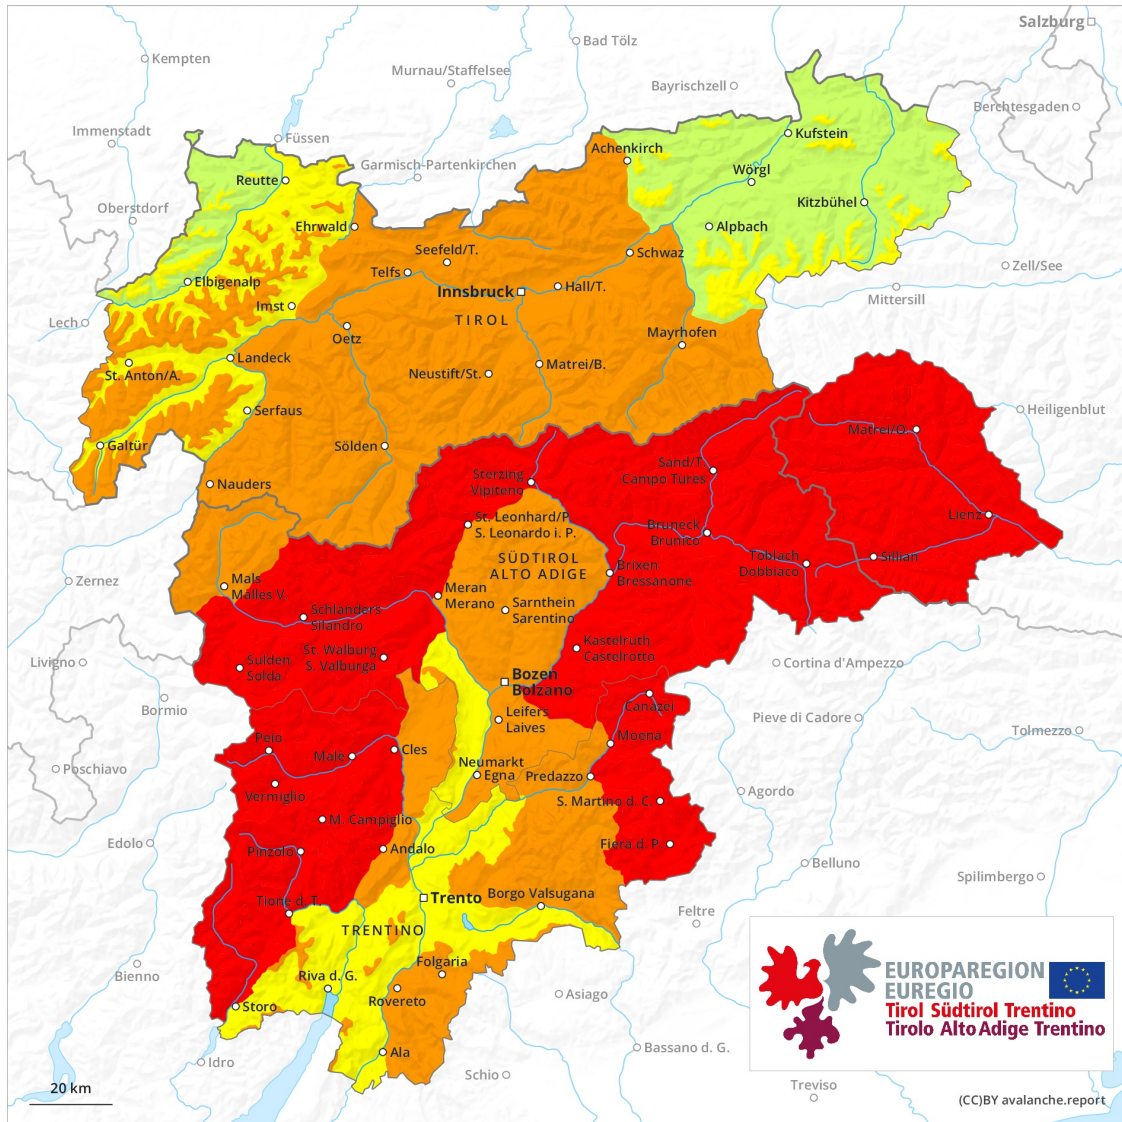 Salzburg
Bad Tölz
Kempten
Murnau/Staffelsee
Bayrischzell
Berchtesgaden
Immenstadt
Füssen
Kufstein
Achenkirch
Garmisch-Partenkirchen
Wörgl
Reutte
Kitzbühel
Oberstdorf
Ehrwald
Alpbach
Seefeld/T.
Schwaz
Telfs
Zell/See
Elbigenalp
Hall/T.
Innsbruck
Mittersill
Imst
TIROL
Lech
Mayrhofen
Oetz
Landeck
Matrei/B.
St. Anton/A.
Neustift/St.
Serfaus
Heiligenblut
Matrei/O.
Galtür
Sölden
Sand/T.
Campo Tures
Sterzing
Vipiteno
Nauders
St. Leonhard/P.
S. Leonardo i. P.
Lienz
Bruneck
Brunico
SÜDTIROL
ALTO ADIGE
Toblach
Dobbiaco
Sillian
Brixen
Bressanone
Zernez
Mals
Malles V.
Meran
Merano
Sarnthein
Sarentino
Schlanders
Silandro
Kastelruth
Castelrotto
St. Walburg
S. Valburga
Livigno
Sulden
Solda
Cortina d'Ampezzo
Bozen
Bolzano
Canazei
Bormio
Leifers
Laives
Pieve di Cadore
Tolmezzo
Moena
Peio
Male
Cles
Neumarkt
Egna
Predazzo
Poschiavo
Vermiglio
Agordo
S. Martino d. C.
M. Campiglio
Edolo
Pinzolo
Andalo
Fiera d. P.
Belluno
Spilimbergo
Borgo Valsugana
Trento
Tione d. T.
Feltre
TRENTINO
Folgaria
Bienno
Riva d. G.
Rovereto
Asiago
Storo
EUROPAREGION
EUREGIO
Tirol Südtirol Trentino
Tirolo Alto Adige Trentino
Ala
Bassano d. G.
Idro
Schio
20 km
Treviso
(CC)BY avalanche.report